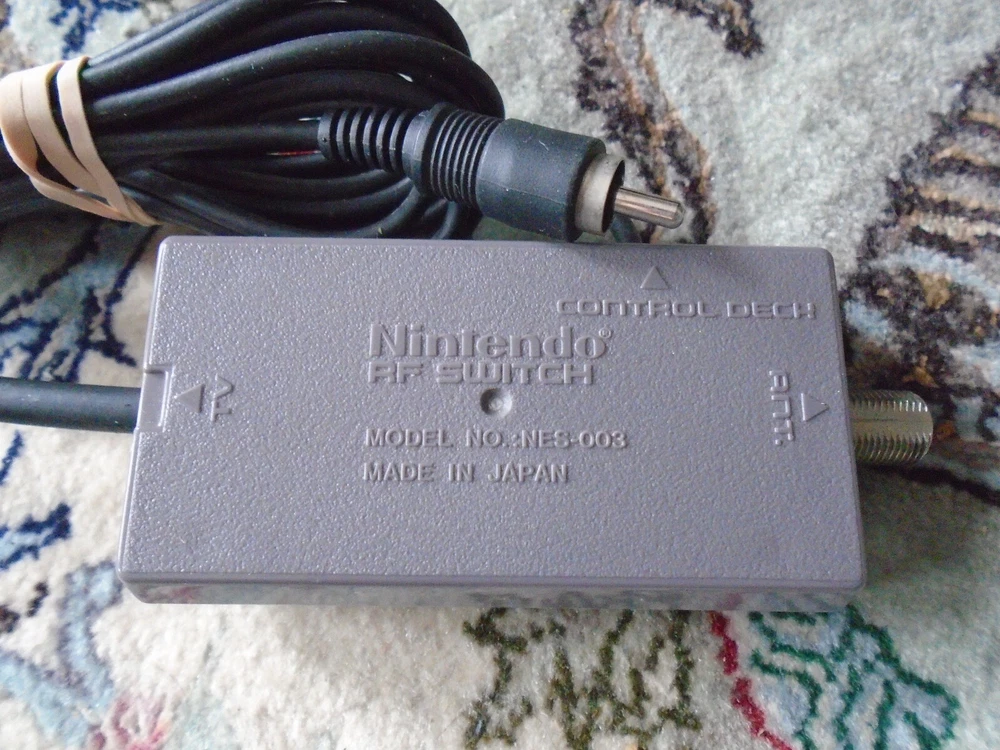 CONTROL DECK
Nintendo®
RF SWITCH
TV
ANT.
MODEL NO.:NES-003
MADE IN JAPAN